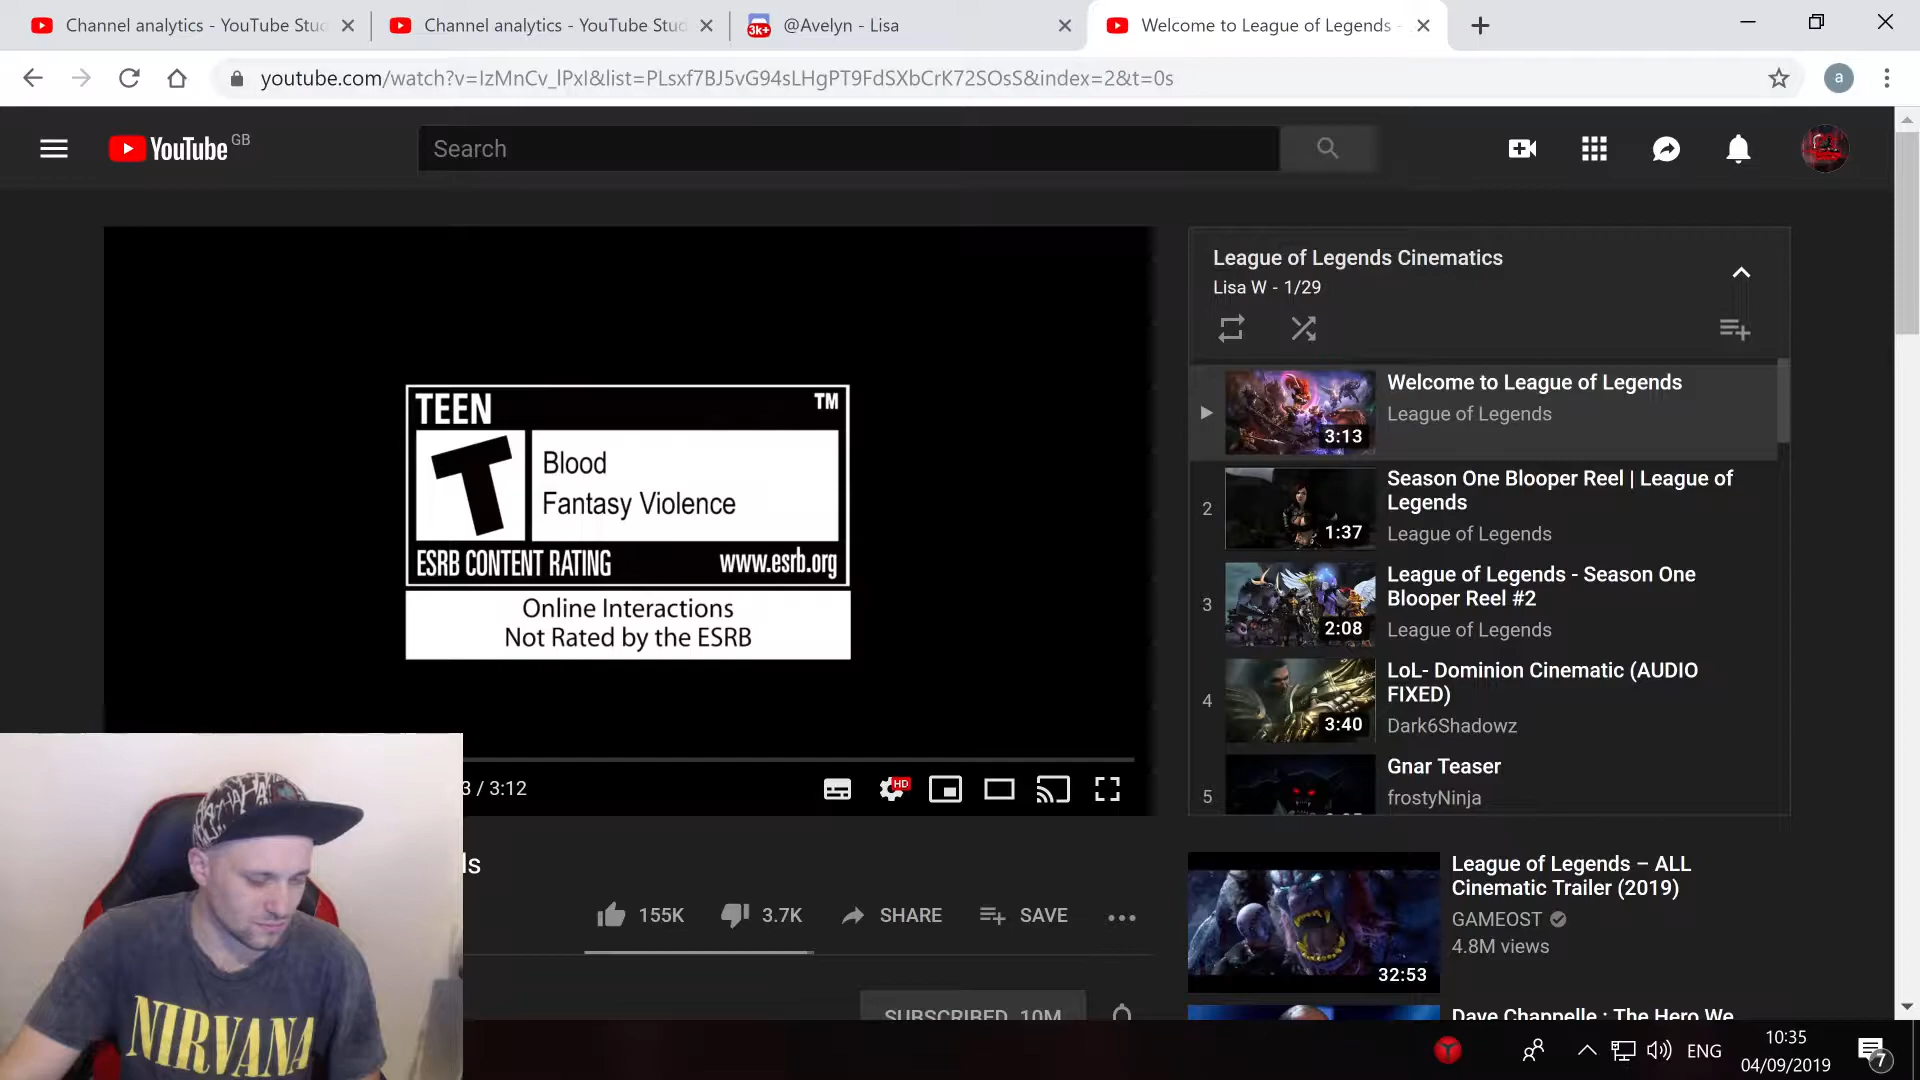 Channel analytics - YouTube Stud
Channel analytics - YouTube Stud
3k+
@Avelyn - Lisa
Welcome to League of Legends -
youtube.com/watch?v=IzMnCv_lPxI&list=PLsxf7BJ5vG94sLHgPT9FdSXbCrK72SOsS&index=2&t=0s
a
YouTube GB
Search
TEEN TM
T
Blood
Fantasy Violence
ESRB CONTENT RATING www.esrb.org
Online Interactions
Not Rated by the ESRB
3 / 3:12
HD
ls
155K 3.7K SHARE SAVE
SUBSCRIBED 10M
League of Legends Cinematics
Lisa W - 1/29
Welcome to League of Legends
League of Legends
3:13
2
Season One Blooper Reel | League of
Legends
League of Legends
1:37
3
League of Legends - Season One
Blooper Reel #2
League of Legends
2:08
4
LoL- Dominion Cinematic (AUDIO
FIXED)
Dark6Shadowz
3:40
5
Gnar Teaser
frostyNinja
League of Legends – ALL
Cinematic Trailer (2019)
GAMEOST
4.8M views
32:53
Dave Chappelle : The Hero We
NIRVANA
ENG
10:35
04/09/2019
7